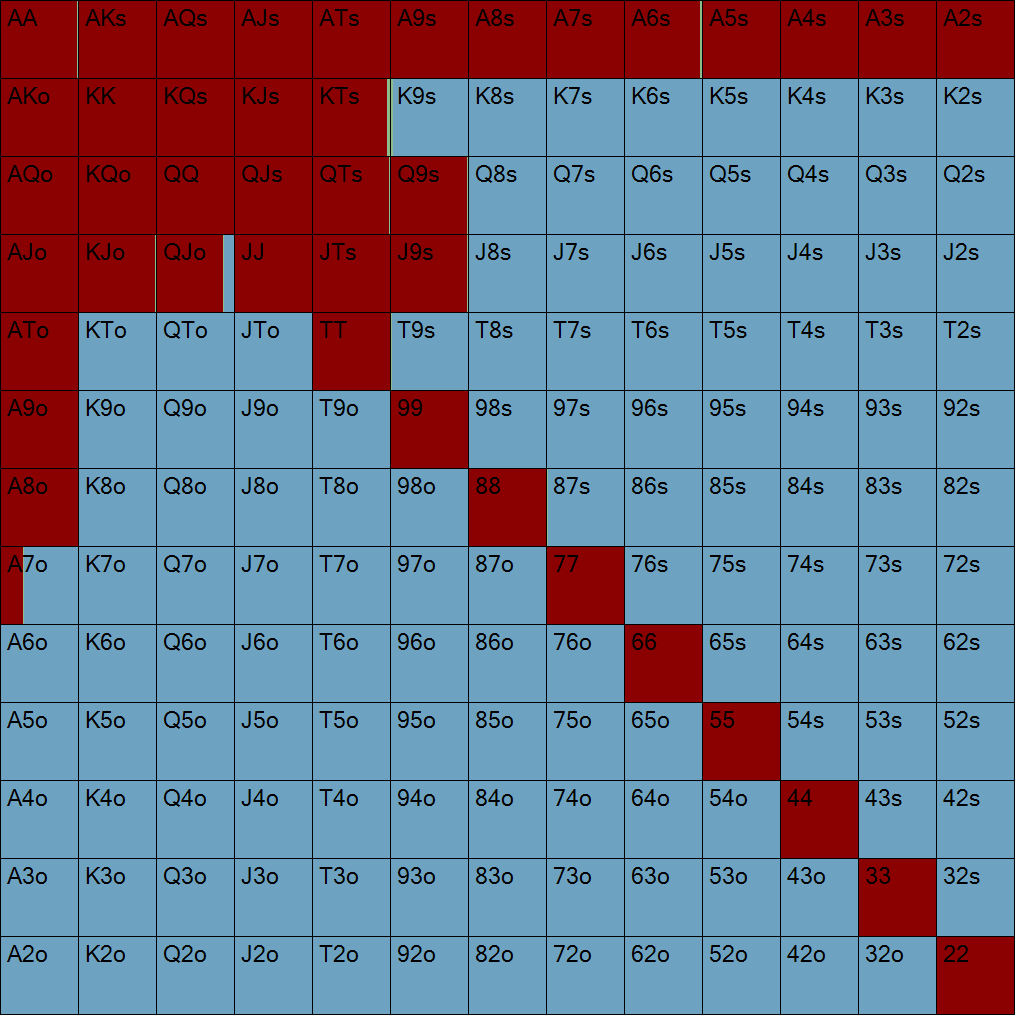 AA AKs AQs AJs ATs A9s A8s A7s A6s A5s A4s A3s A2s
AKo KK KQs KJs KTs K9s K8s K7s K6s K5s K4s K3s K2s
AQo KQo QQ QJs QTs Q9s Q8s Q7s Q6s Q5s Q4s Q3s Q2s
AJo KJo QJo JJ JTs J9s J8s J7s J6s J5s J4s J3s J2s
ATo KTo QTo JTo TT T9s T8s T7s T6s T5s T4s T3s T2s
A9o K9o Q9o J9o T9o 99 98s 97s 96s 95s 94s 93s 92s
A8o K8o Q8o J8o T8o 98o 88 87s 86s 85s 84s 83s 82s
A7o K7o Q7o J7o T7o 97o 87o 77 76s 75s 74s 73s 72s
A6o K6o Q6o J6o T6o 96o 86o 76o 66 65s 64s 63s 62s
A5o K5o Q5o J5o T5o 95o 85o 75o 65o 55 54s 53s 52s
A4o K4o Q4o J4o T4o 94o 84o 74o 64o 54o 44 43s 42s
A3o K3o Q3o J3o T3o 93o 83o 73o 63o 53o 43o 33 32s
A2o K2o Q2o J2o T2o 92o 82o 72o 62o 52o 42o 32o 22